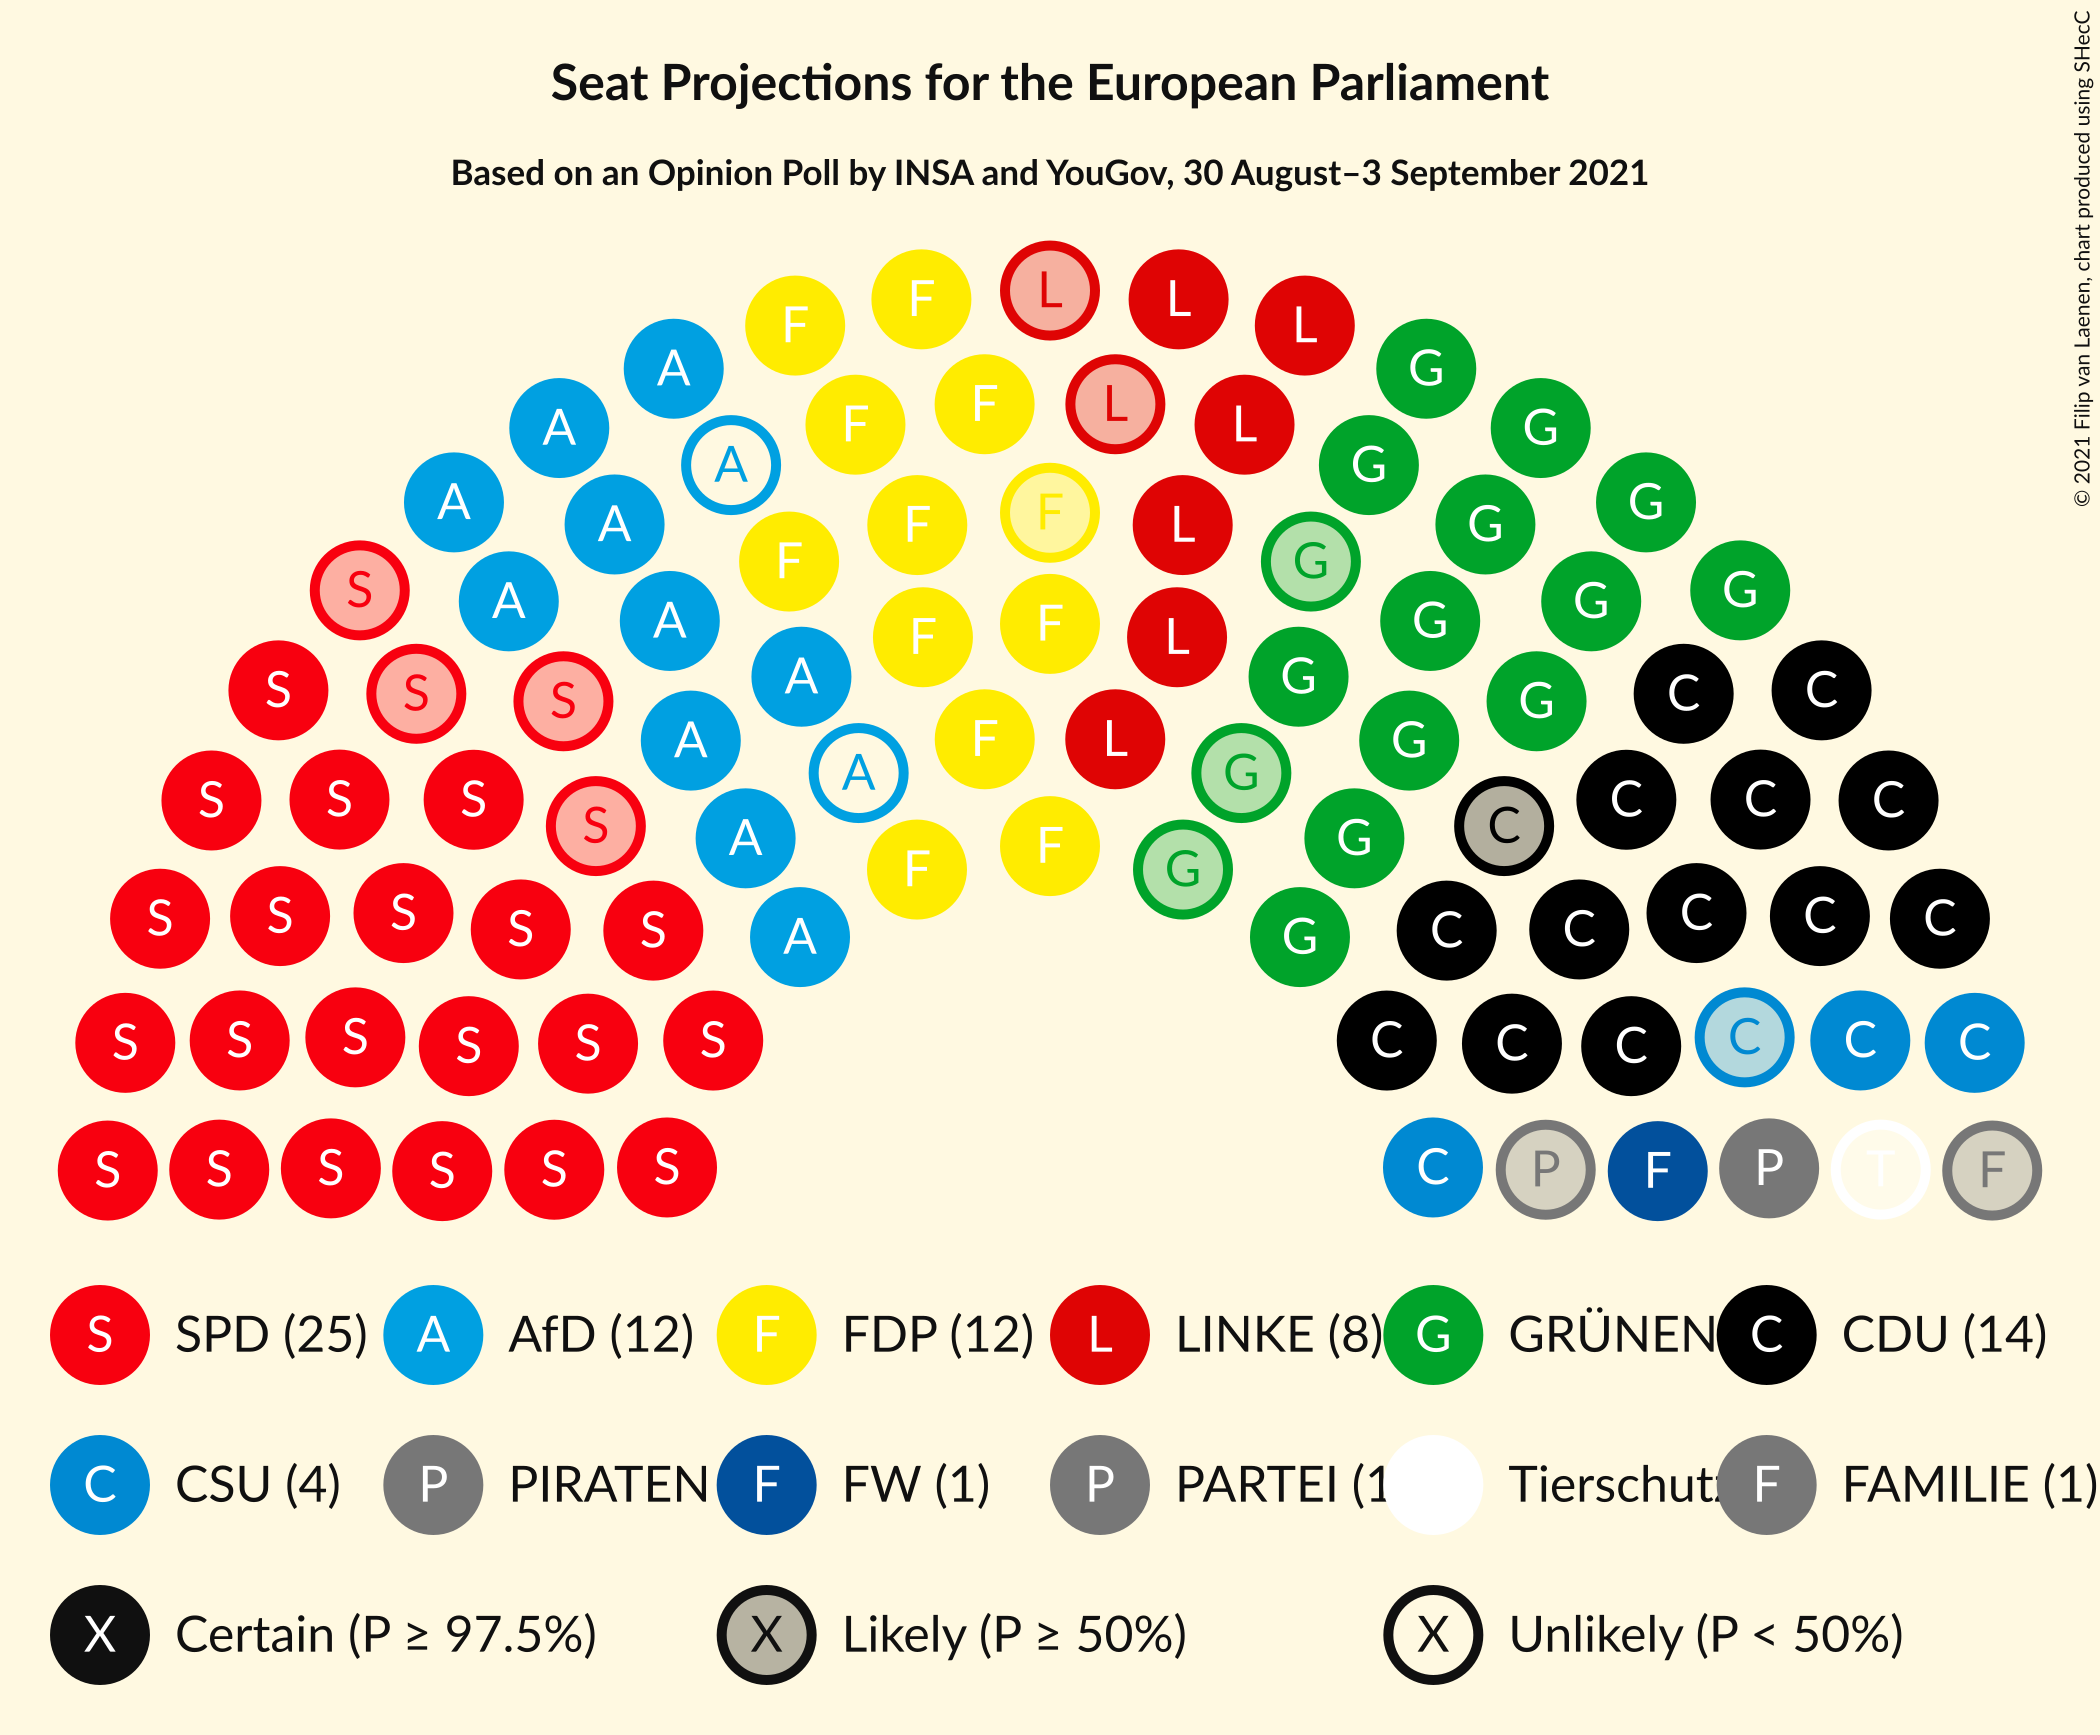 Seat Projections for the European Parliament
Based on an Opinion Poll by INSA and YouGov, 30 August–3 September 2021
© 2021 Filip van Laenen, chart produced using SHecC
L
F L
F L
A G
F L
A F L G
A G
A F G
F
A F L G
A G
F G
S A G
A F G
F L
S A G
S C
S A G C
S G
A F L G
A G
S S S C C C
S C
A G
F
F G
S S S C C C
S S C C
A G
S S S C C C
S S S C C C
S S S C C C
S S S S S S C P F P T F
S SPD (25) A AfD (12) F FDP (12) L LINKE (8) G GRÜNEN C CDU (14)
C CSU (4) P PIRATEN F FW (1) P PARTEI (1 Tierschutz F FAMILIE (1)
X Certain (P ≥ 97.5%) X Likely (P ≥ 50%) X Unlikely (P < 50%)